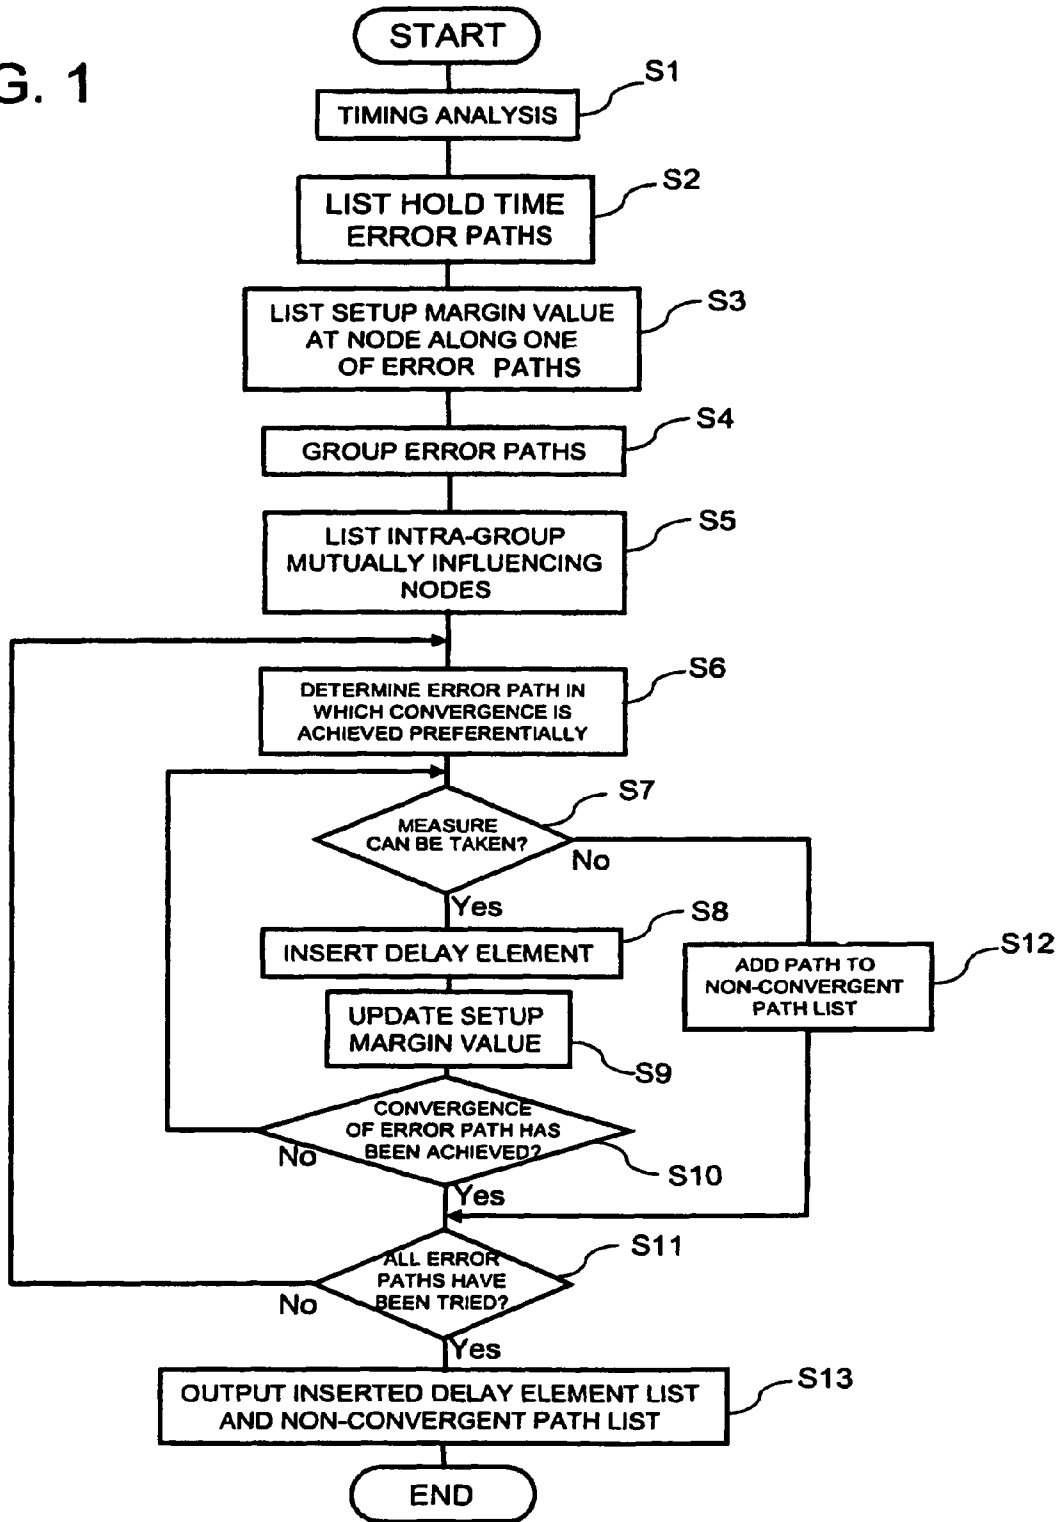 G. 1
START
S1
TIMING ANALYSIS
S2
LIST HOLD TIME
ERROR PATHS
S3
LIST SETUP MARGIN VALUE
AT NODE ALONG ONE
OF ERROR PATHS
S4
GROUP ERROR PATHS
S5
LIST INTRA-GROUP
MUTUALLY INFLUENCING
NODES
S6
DETERMINE ERROR PATH IN
WHICH CONVERGENCE IS
ACHIEVED PREFERENTIALLY
S7
MEASURE
CAN BE TAKEN?
No
Yes
S8
INSERT DELAY ELEMENT
S12
ADD PATH TO
NON-CONVERGENT
PATH LIST
UPDATE SETUP
MARGIN VALUE
S9
CONVERGENCE
OF ERROR PATH HAS
BEEN ACHIEVED?
No
S10
Yes
S11
ALL ERROR
PATHS HAVE
BEEN TRIED?
No
Yes
S13
OUTPUT INSERTED DELAY ELEMENT LIST
AND NON-CONVERGENT PATH LIST
END